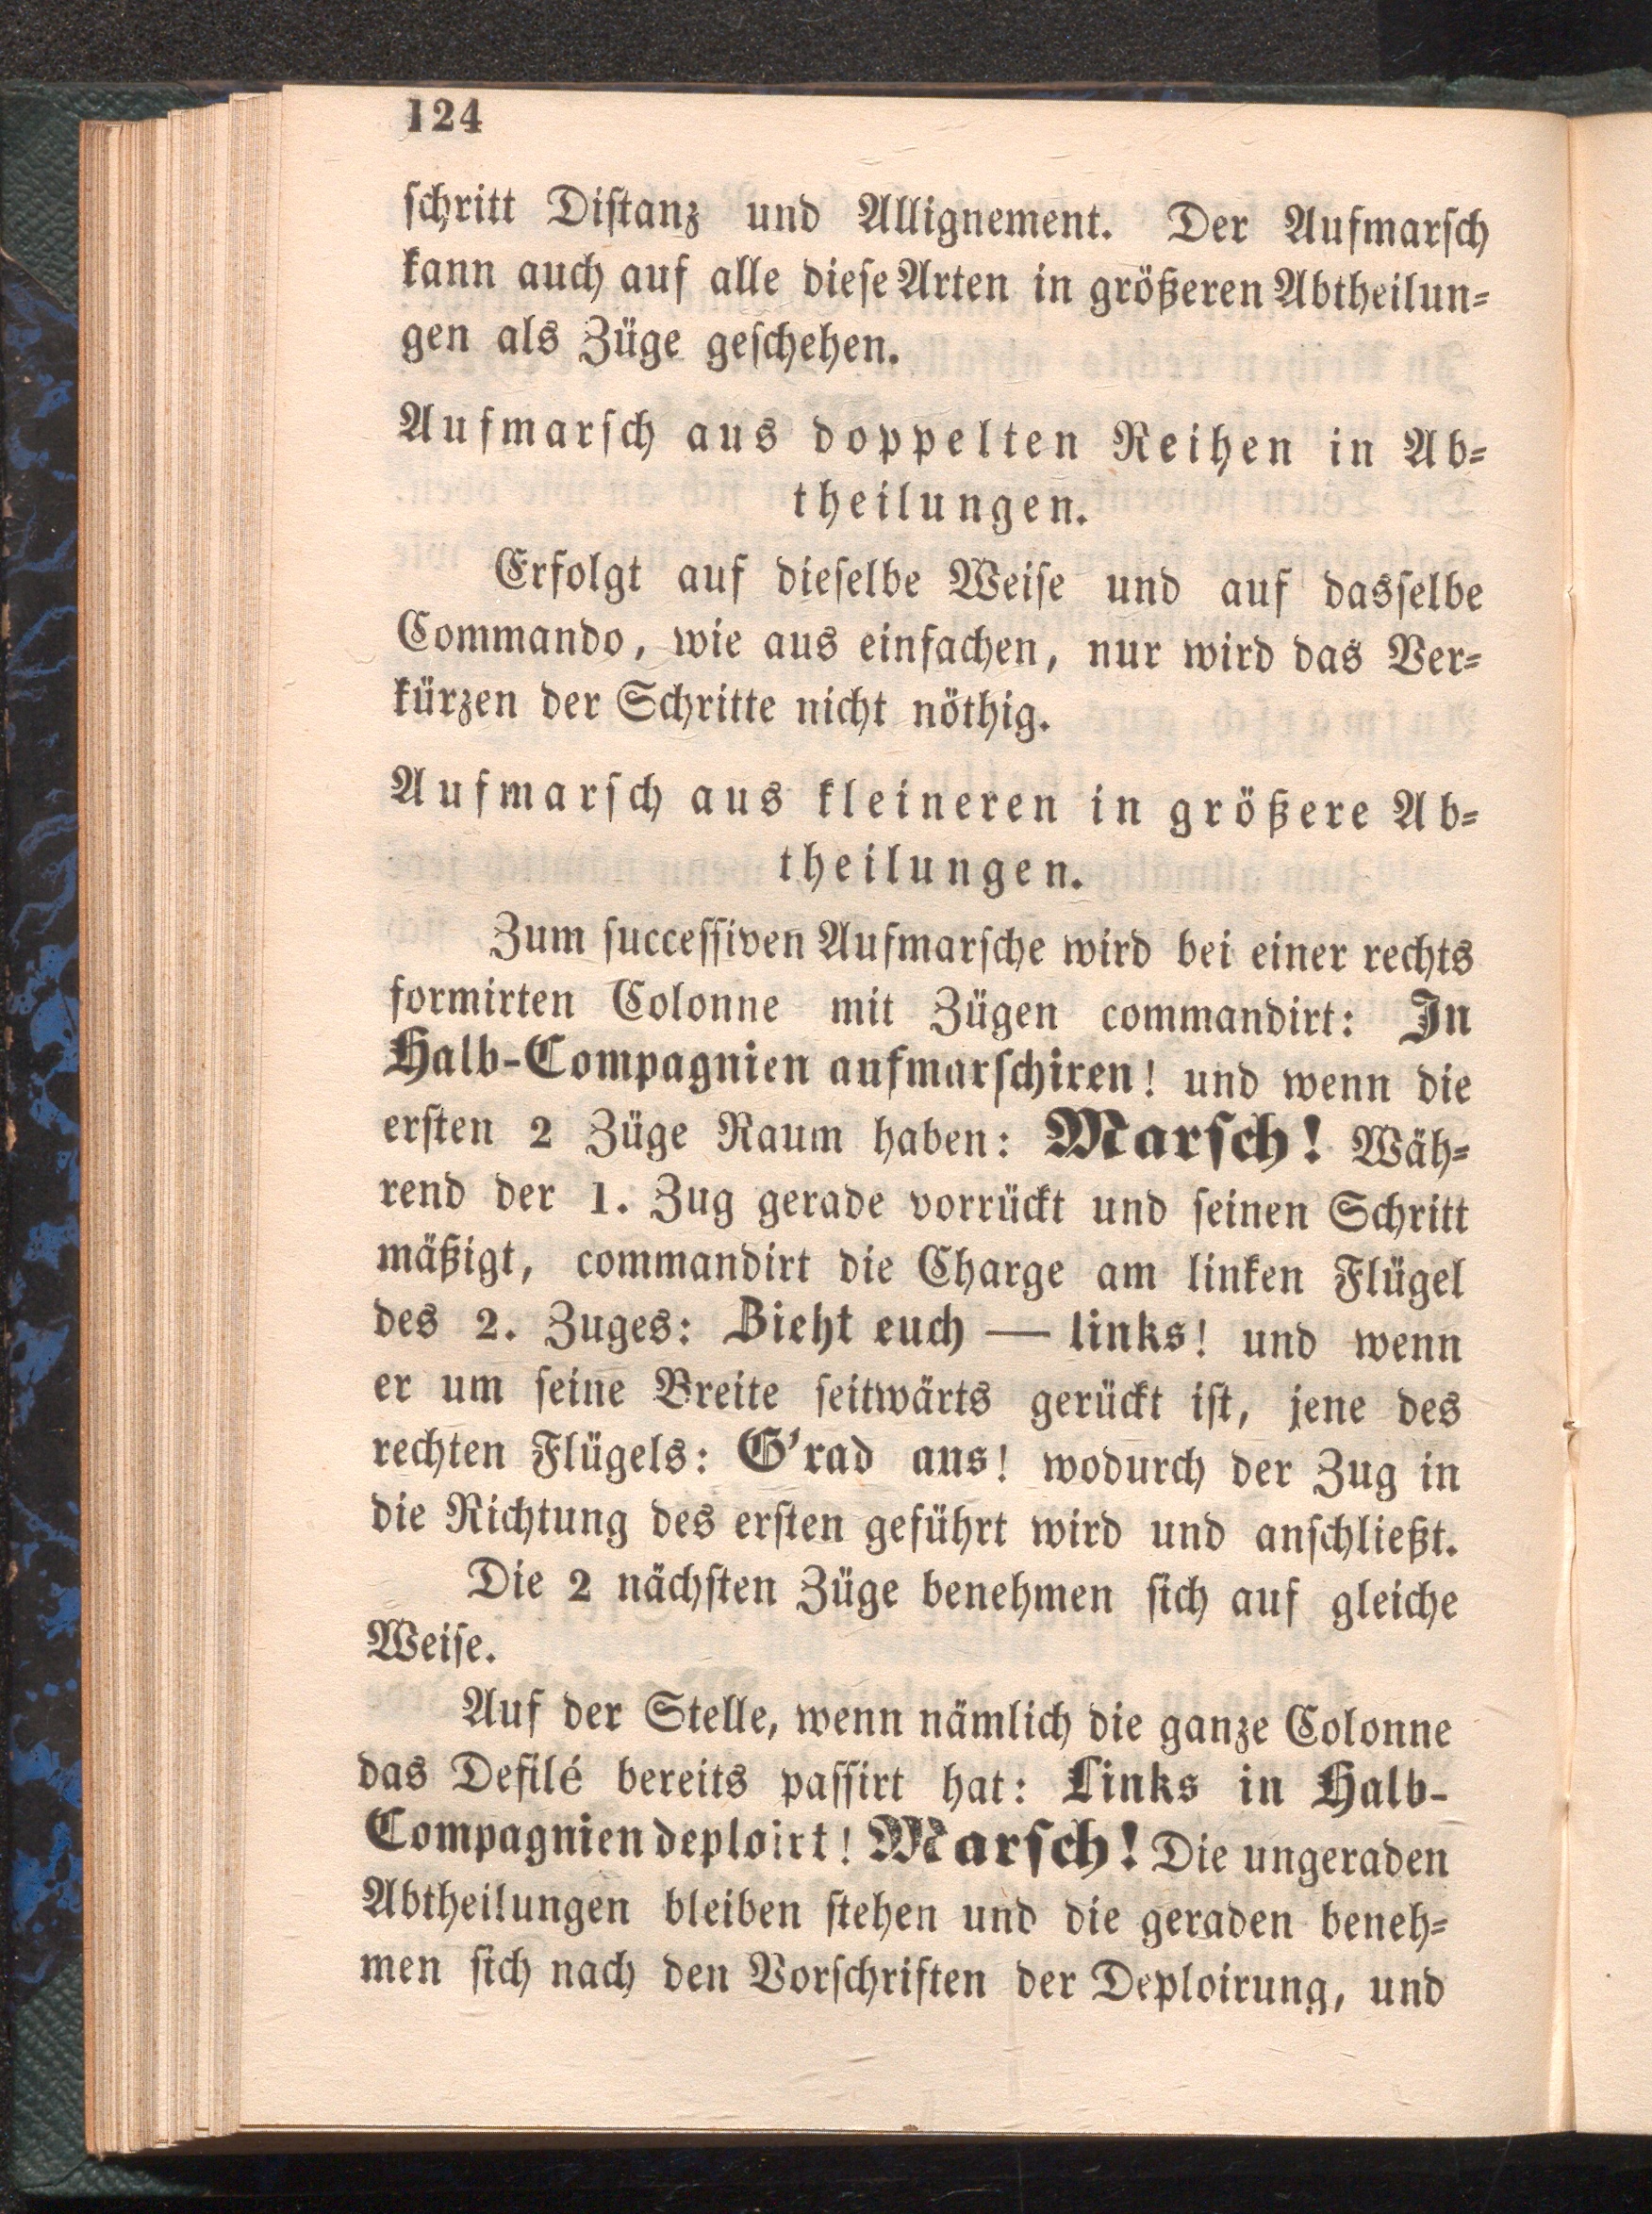 124
ſchritt Diſtanz und Allignement. Der Aufmarſch
kann auch auf alle dieſe Arten in größeren Abtheilun-
gen als Züge geſchehen.
Aufmarſch aus doppelten Reihen in Ab-
theilungen.
Erfolgt auf dieſelbe Weiſe und auf dasſelbe
Commando, wie aus einfachen, nur wird das Ver-
kürzen der Schritte nicht nöthig.
Aufmarſch aus kleineren in größere Ab-
theilungen.
Zum ſucceſſiven Aufmarſche wird bei einer rechts
formirten Colonne mit Zügen commandirt: In
Halb-Compagnien aufmarſchiren! und wenn die
erſten 2 Züge Raum haben: Marſch! Wäh-
rend der 1. Zug gerade vorrückt und ſeinen Schritt
mäßigt, commandirt die Charge am linken Flügel
des 2. Zuges: Zieht euch — links! und wenn
er um ſeine Breite ſeitwärts gerückt iſt, jene des
rechten Flügels: G'rad aus! wodurch der Zug in
die Richtung des erſten geführt wird und anſchließt.
Die 2 nächſten Züge benehmen ſich auf gleiche
Weiſe.
Auf der Stelle, wenn nämlich die ganze Colonne
das Defilé bereits paſſirt hat: Links in Halb-
Compagnien deploirt! Marſch! Die ungeraden
Abtheilungen bleiben ſtehen und die geraden beneh-
men ſich nach den Vorſchriften der Deploirung, und